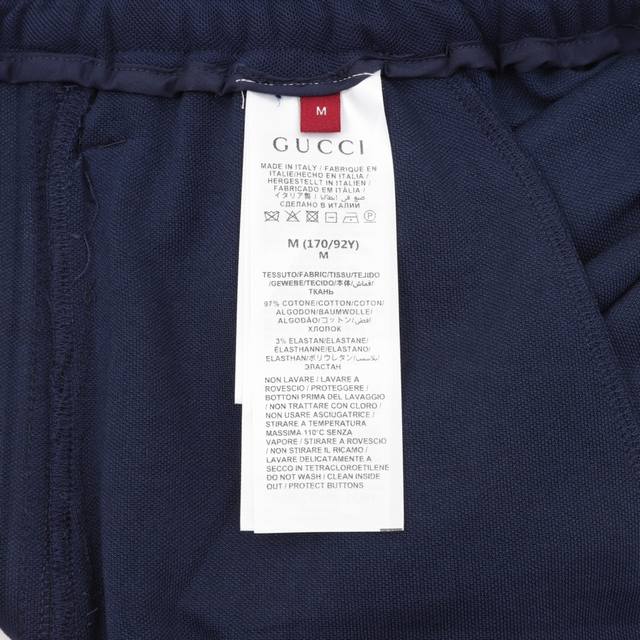 M
GUCCI
MADE IN ITALY / FABRIQUE EN
ITALIE/HECHO EN ITALIA /
HERGESTELLT IN ITALIEN /
FABRICADO EM ITÁLIA /
イタリア製 / صنع في إيطاليا
СДЕЛАНО В ИТАЛИИ
M (170/92Y)
M
TESSUTO/FABRIC/TISSU/TEJIDO
/GEWEBE/TECIDO/本体/قماش/
ТКАНЬ
97% COTONE/COTTON/COTON/
ALGODON/BAUMWOLLE/
ALGODÃO/コットン/قطن/
ХЛОПОК
3% ELASTAN/ELASTANE/
ÉLASTHANNE/ELASTANO/
ELASTHAN/ポリウレタン/إيلاستين/
ЭЛАСТАН
NON LAVARE / LAVARE A
ROVESCIO / PROTEGGERE I
BOTTONI PRIMA DEL LAVAGGIO
/ NON TRATTARE CON CLORO /
NON USARE ASCIUGATRICE /
STIRARE A TEMPERATURA
MASSIMA 110°C SENZA
VAPORE / STIRARE A ROVESCIO
/ NON STIRARE IL RICAMO /
LAVARE DELICATAMENTE A
SECCO IN TETRACLOROETILENE
DO NOT WASH / CLEAN INSIDE
OUT / PROTECT BUTTONS